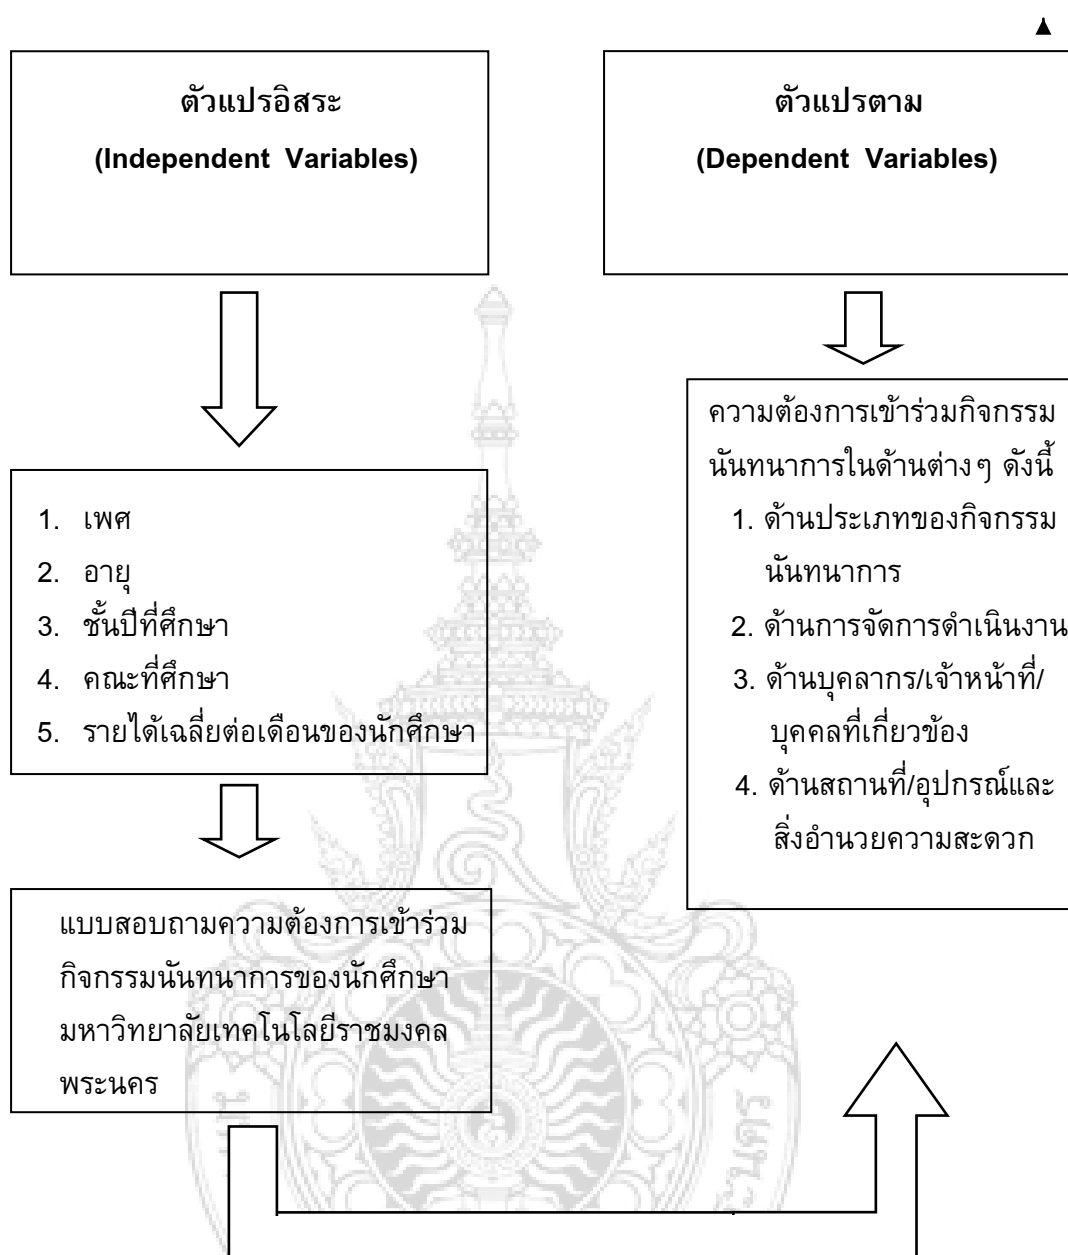 ตัวแปรอิสระ
(Independent Variables)
1. เพศ
2. อายุ
3. ชั้นปีที่ศึกษา
4. คณะที่ศึกษา
5. รายได้เฉลี่ยต่อเดือนของนักศึกษา
แบบสอบถามความต้องการเข้าร่วม
กิจกรรมนันทนาการของนักศึกษา
มหาวิทยาลัยเทคโนโลยีราชมงคล
พระนคร
ตัวแปรตาม
(Dependent Variables)
ความต้องการเข้าร่วมกิจกรรม
นันทนาการในด้านต่างๆ ดังนี้
1. ด้านประเภทของกิจกรรม
นันทนาการ
2. ด้านการจัดการดำเนินงาน
3. ด้านบุคลากร/เจ้าหน้าที่/
บุคคลที่เกี่ยวข้อง
4. ด้านสถานที่/อุปกรณ์และ
สิ่งอำนวยความสะดวก